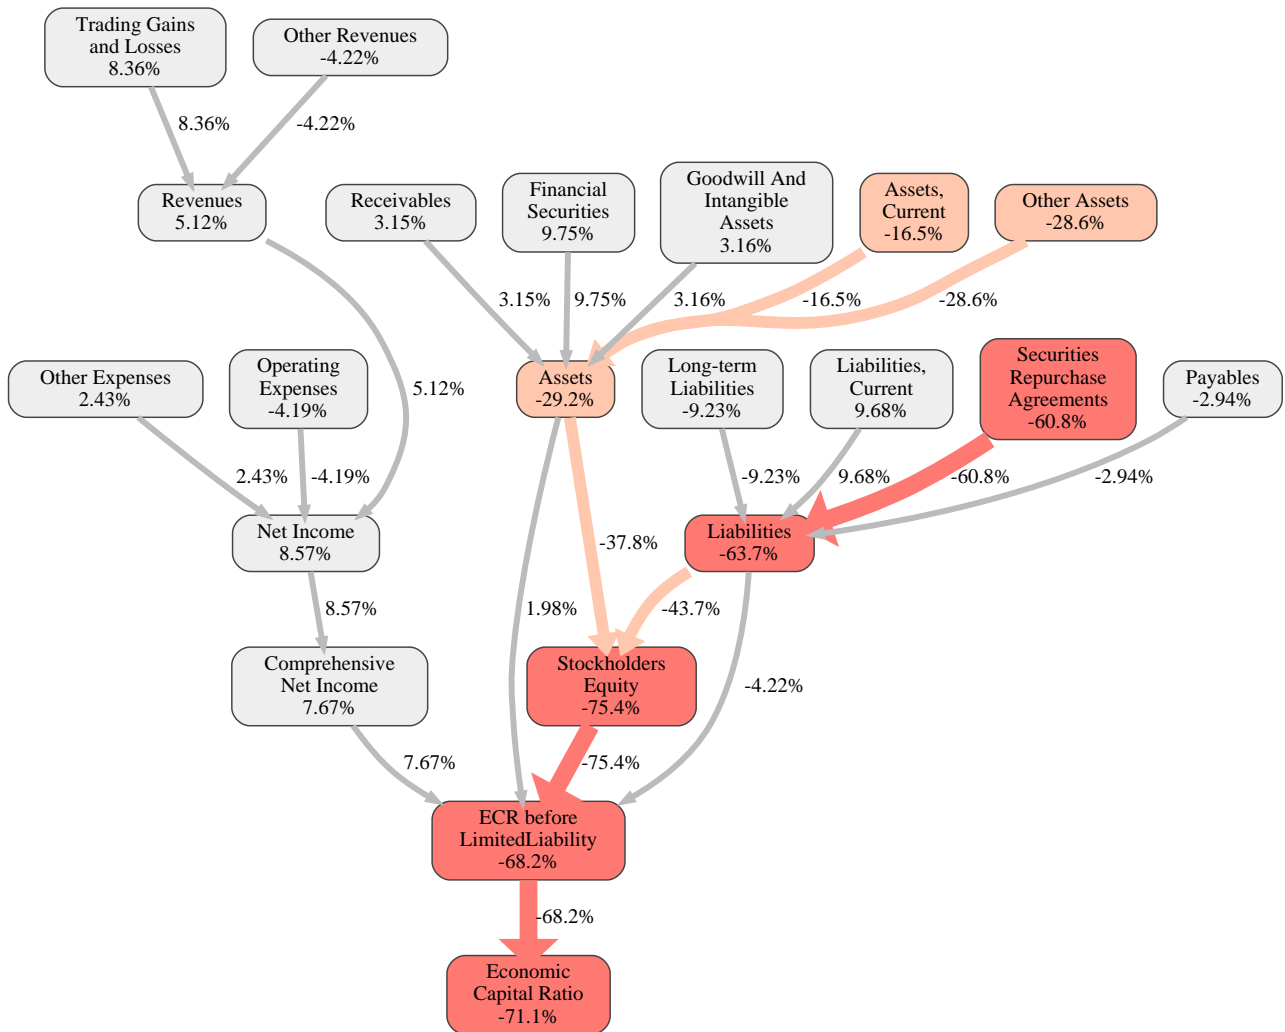 Trading Gains
and Losses
8.36%
Other Revenues
-4.22%
8.36%
-4.22%
Revenues
5.12%
Receivables
3.15%
Financial
Securities
9.75%
Goodwill And
Intangible
Assets
3.16%
Assets,
Current
-16.5%
Other Assets
-28.6%
3.15%
9.75%
3.16%
-16.5%
-28.6%
Other Expenses
2.43%
Operating
Expenses
-4.19%
5.12%
Assets
-29.2%
Long-term
Liabilities
-9.23%
Liabilities,
Current
9.68%
Securities
Repurchase
Agreements
-60.8%
Payables
-2.94%
2.43%
-4.19%
-9.23%
9.68%
-60.8%
-2.94%
Net Income
8.57%
-37.8%
Liabilities
-63.7%
8.57%
1.98%
-43.7%
Comprehensive
Net Income
7.67%
Stockholders
Equity
-75.4%
-4.22%
7.67%
-75.4%
ECR before
LimitedLiability
-68.2%
-68.2%
Economic
Capital Ratio
-71.1%